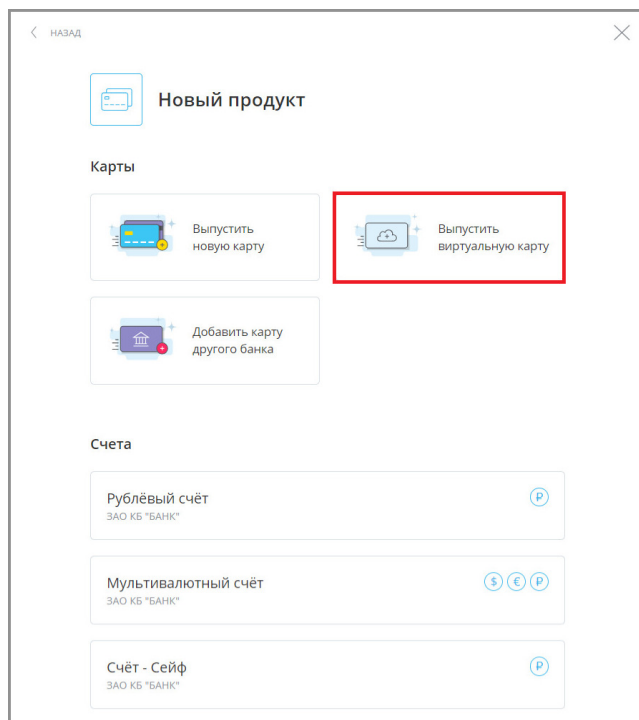 НАЗАД
Новый продукт
Карты
Выпустить
новую карту
Выпустить
виртуальную карту
Добавить карту
другого банка
Счета
Рублёвый счёт
₽
ЗАО КБ "БАНК"
Мультивалютный счёт
$ € ₽
ЗАО КБ "БАНК"
Счёт - Сейф
₽
ЗАО КБ "БАНК"